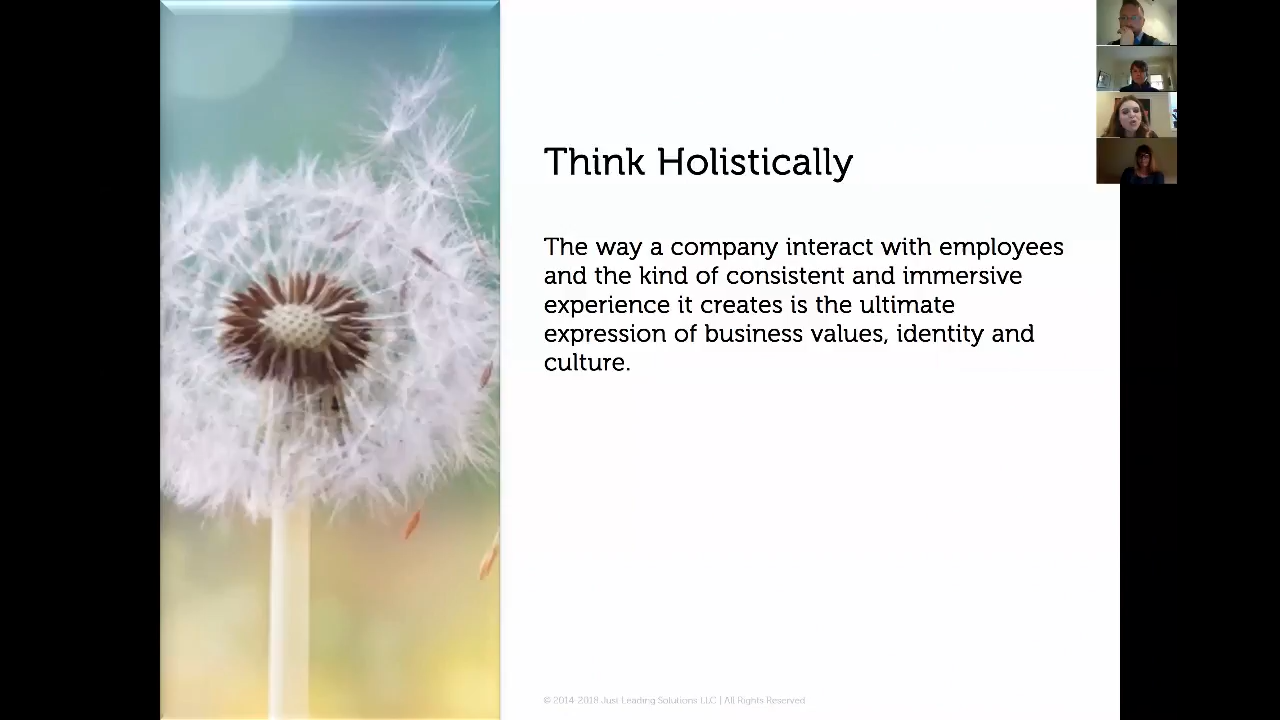 Think Holistically
The way a company interact with employees
and the kind of consistent and immersive
experience it creates is the ultimate
expression of business values, identity and
culture.
© 2014-2018 Just Leading Solutions LLC | All Rights Reserved